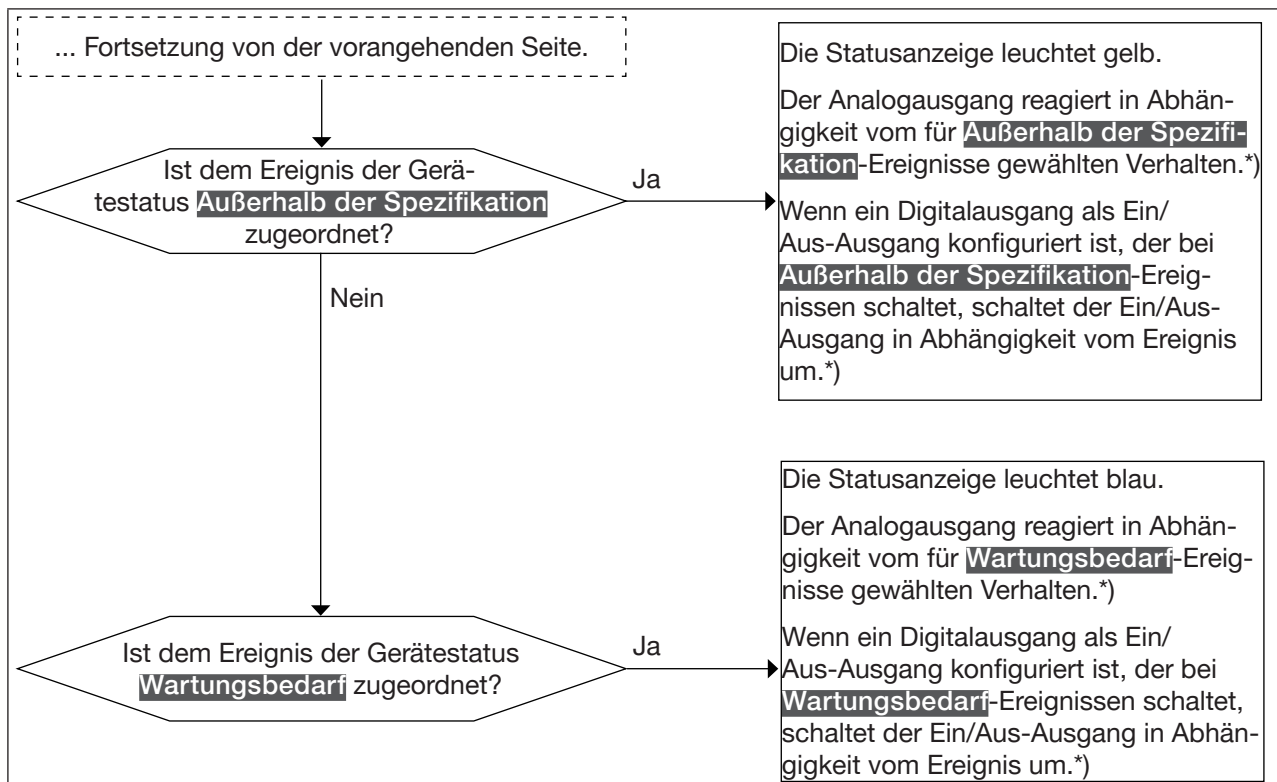 ... Fortsetzung von der vorangehenden Seite.
Ist dem Ereignis der Gerä-
testatus Außerhalb der Spezifikation
zugeordnet?
Ja
Die Statusanzeige leuchtet gelb.
Der Analogausgang reagiert in Abhän-
gigkeit vom für Außerhalb der Spezifi-
kation-Ereignisse gewählten Verhalten.*)
Wenn ein Digitalausgang als Ein/
Aus-Ausgang konfiguriert ist, der bei
Außerhalb der Spezifikation-Ereig-
nissen schaltet, schaltet der Ein/Aus-
Ausgang in Abhängigkeit vom Ereignis
um.*)
Nein
Ist dem Ereignis der Gerätestatus
Wartungsbedarf zugeordnet?
Ja
Die Statusanzeige leuchtet blau.
Der Analogausgang reagiert in Abhän-
gigkeit vom für Wartungsbedarf-Ereig-
nisse gewählten Verhalten.*)
Wenn ein Digitalausgang als Ein/
Aus-Ausgang konfiguriert ist, der bei
Wartungsbedarf-Ereignissen schaltet,
schaltet der Ein/Aus-Ausgang in Abhän-
gigkeit vom Ereignis um.*)